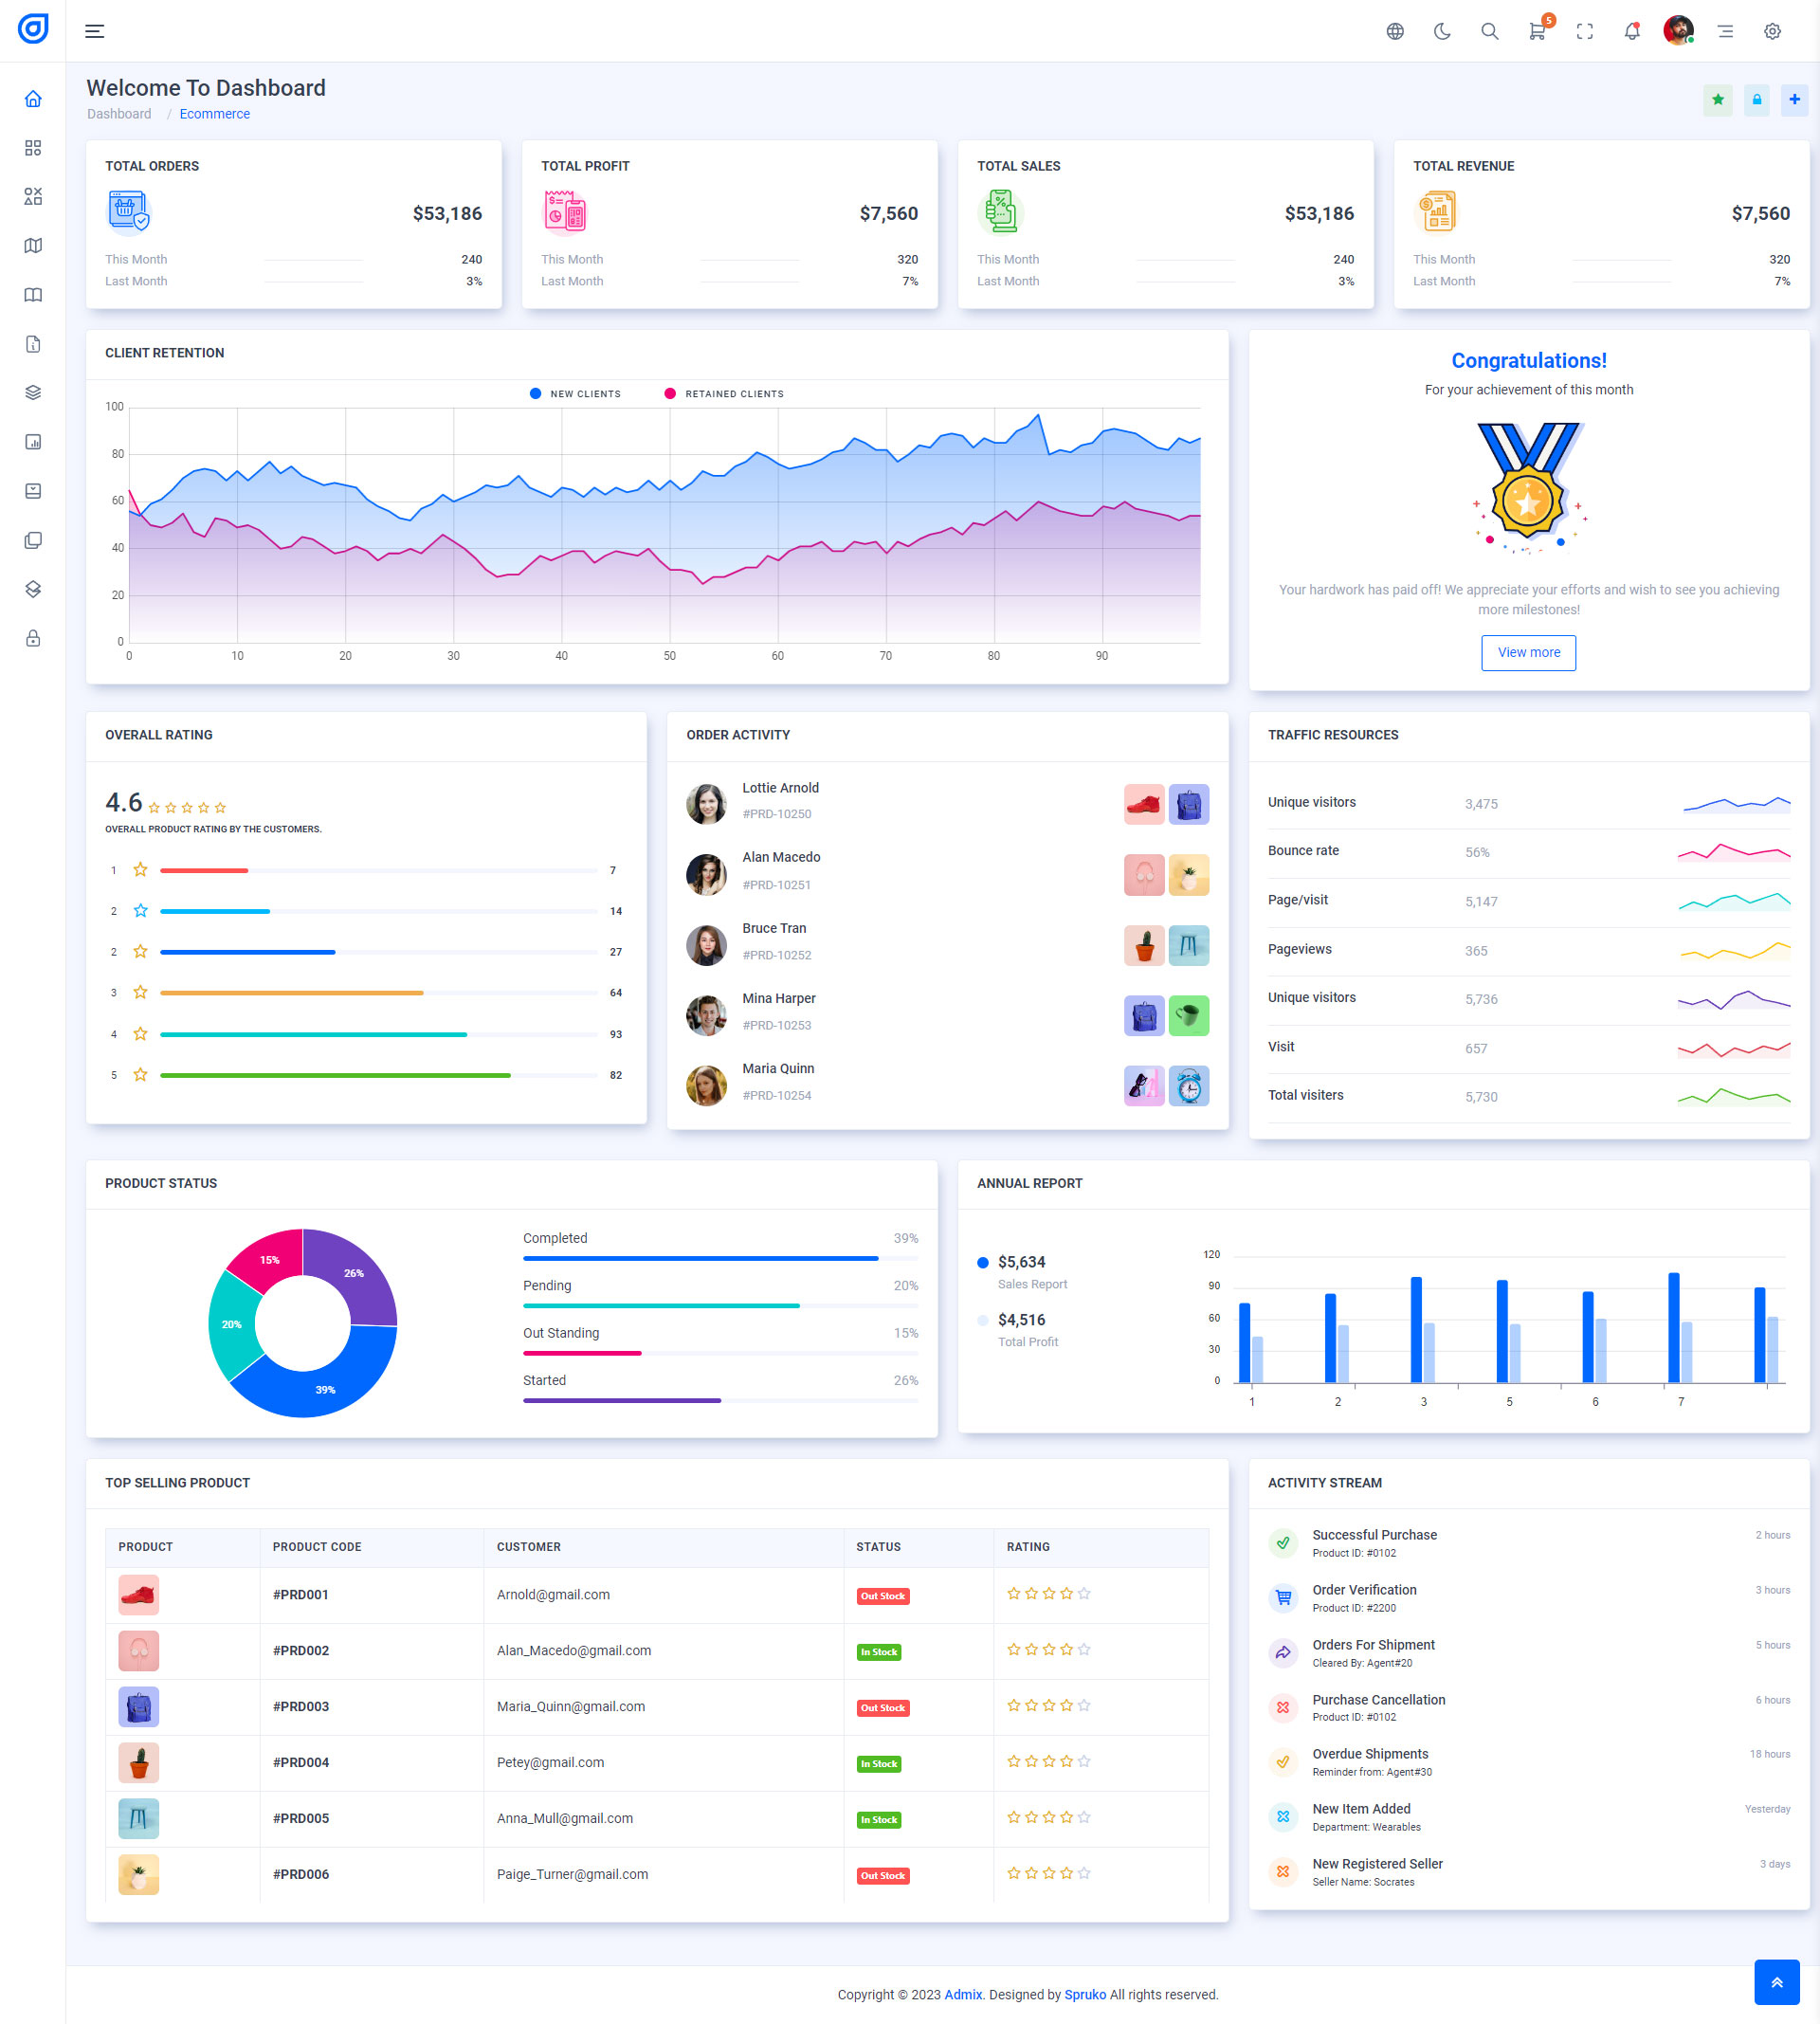 5
Welcome To Dashboard
Dashboard / Ecommerce
TOTAL ORDERS
$53,186
This Month 240
Last Month 3%
TOTAL PROFIT
$7,560
This Month 320
Last Month 7%
TOTAL SALES
$53,186
This Month 240
Last Month 3%
TOTAL REVENUE
$7,560
This Month 320
Last Month 7%
CLIENT RETENTION
NEW CLIENTS RETAINED CLIENTS
100
80
60
40
20
0
0 10 20 30 40 50 60 70 80 90
Congratulations!
For your achievement of this month
Your hardwork has paid off! We appreciate your efforts and wish to see you achieving
more milestones!
View more
OVERALL RATING
4.6
OVERALL PRODUCT RATING BY THE CUSTOMERS.
1 7
2 14
2 27
3 64
4 93
5 82
ORDER ACTIVITY
Lottie Arnold
#PRD-10250
Alan Macedo
#PRD-10251
Bruce Tran
#PRD-10252
Mina Harper
#PRD-10253
Maria Quinn
#PRD-10254
TRAFFIC RESOURCES
Unique visitors 3,475
Bounce rate 56%
Page/visit 5,147
Pageviews 365
Unique visitors 5,736
Visit 657
Total visiters 5,730
PRODUCT STATUS
15%
26%
20%
39%
Completed 39%
Pending 20%
Out Standing 15%
Started 26%
ANNUAL REPORT
$5,634
Sales Report
$4,516
Total Profit
120
90
60
30
0
1 2 3 5 6 7
TOP SELLING PRODUCT
PRODUCT PRODUCT CODE CUSTOMER STATUS RATING
#PRD001 Arnold@gmail.com Out Stock
#PRD002 Alan_Macedo@gmail.com In Stock
#PRD003 Maria_Quinn@gmail.com Out Stock
#PRD004 Petey@gmail.com In Stock
#PRD005 Anna_Mull@gmail.com In Stock
#PRD006 Paige_Turner@gmail.com Out Stock
ACTIVITY STREAM
Successful Purchase 2 hours
Product ID: #0102
Order Verification 3 hours
Product ID: #2200
Orders For Shipment 5 hours
Cleared By: Agent#20
Purchase Cancellation 6 hours
Product ID: #0102
Overdue Shipments 18 hours
Reminder from: Agent#30
New Item Added Yesterday
Department: Wearables
New Registered Seller 3 days
Seller Name: Socrates
Copyright © 2023 Admix. Designed by Spruko All rights reserved.